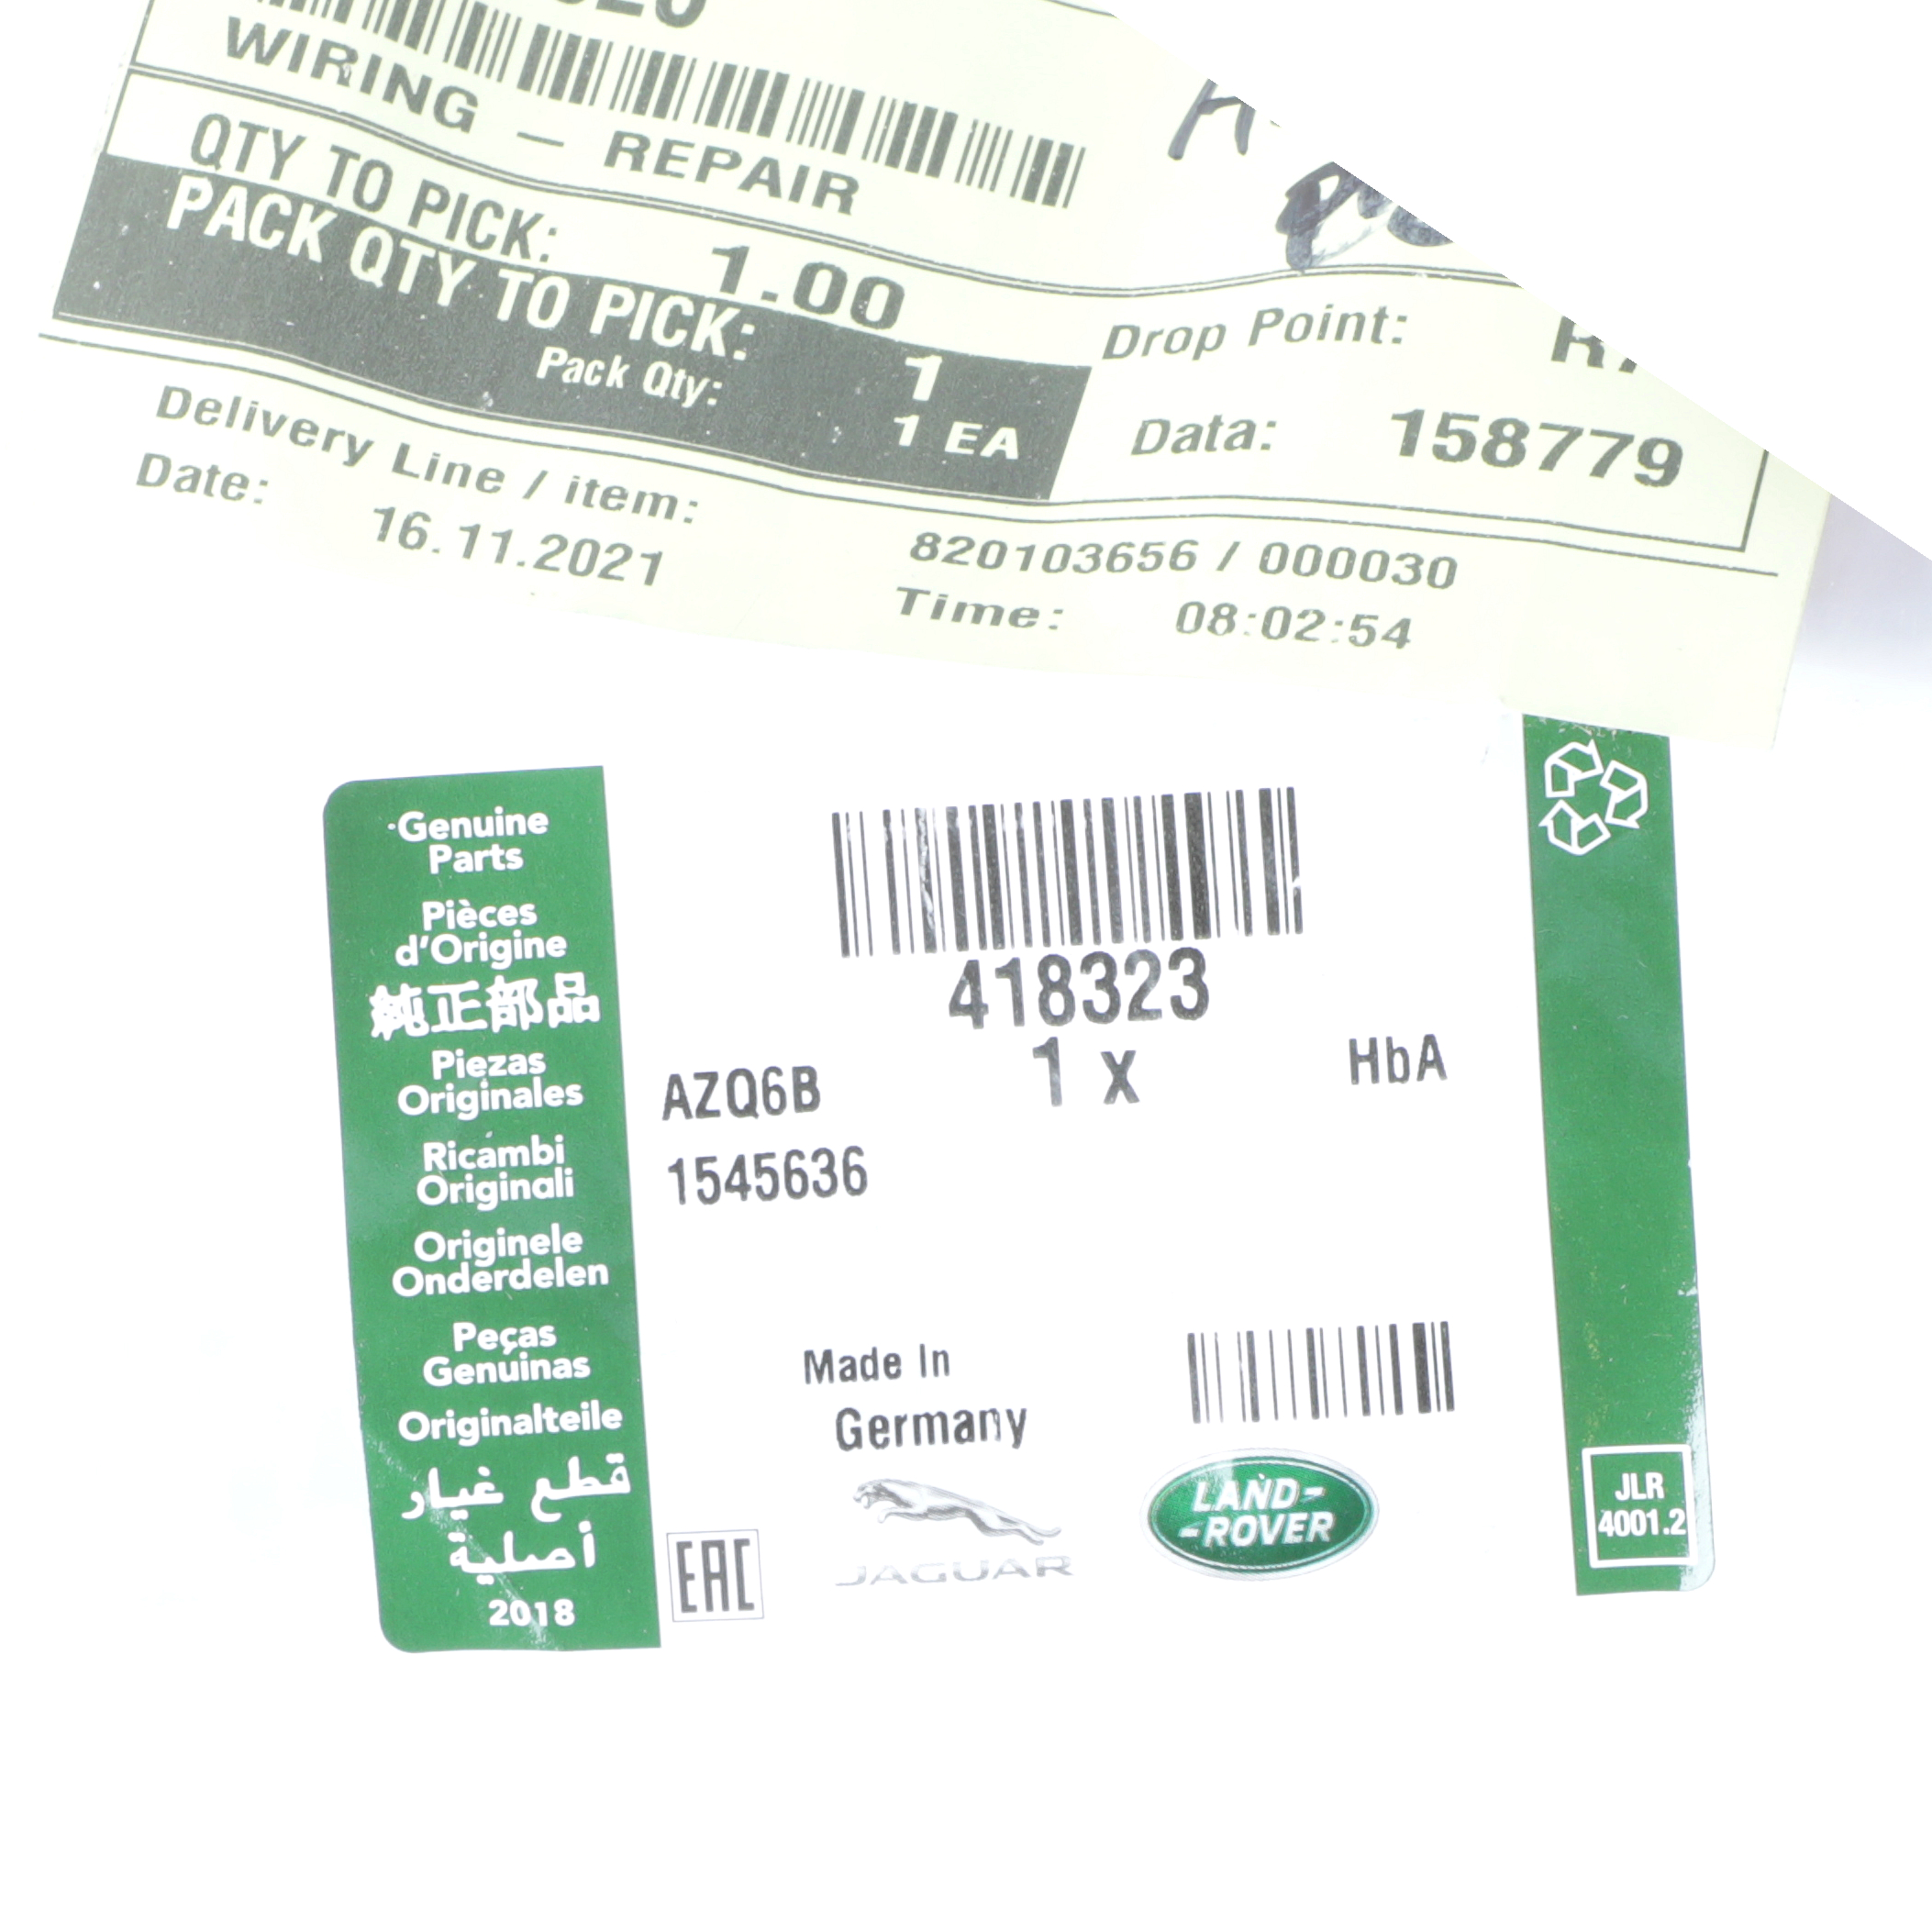 WIRING - REPAIR
QTY TO PICK: 1.00
PACK QTY TO PICK: 1
Pack Qty: 1 EA
Drop Point:
Data: 158779
Delivery Line / item: 820103656 / 000030
Date: 16.11.2021 Time: 08:02:54
Genuine
Parts
Pièces
d'Origine
純正部品
Piezas
Originales
Ricambi
Originali
Originele
Onderdelen
Peças
Genuinas
Originalteile
قطع غيار
أصلية
2018
418323
1 x
HbA
AZQ6B
1545636
Made In
Germany
EAC
JAGUAR
LAND-
-ROVER
JLR
4001.2